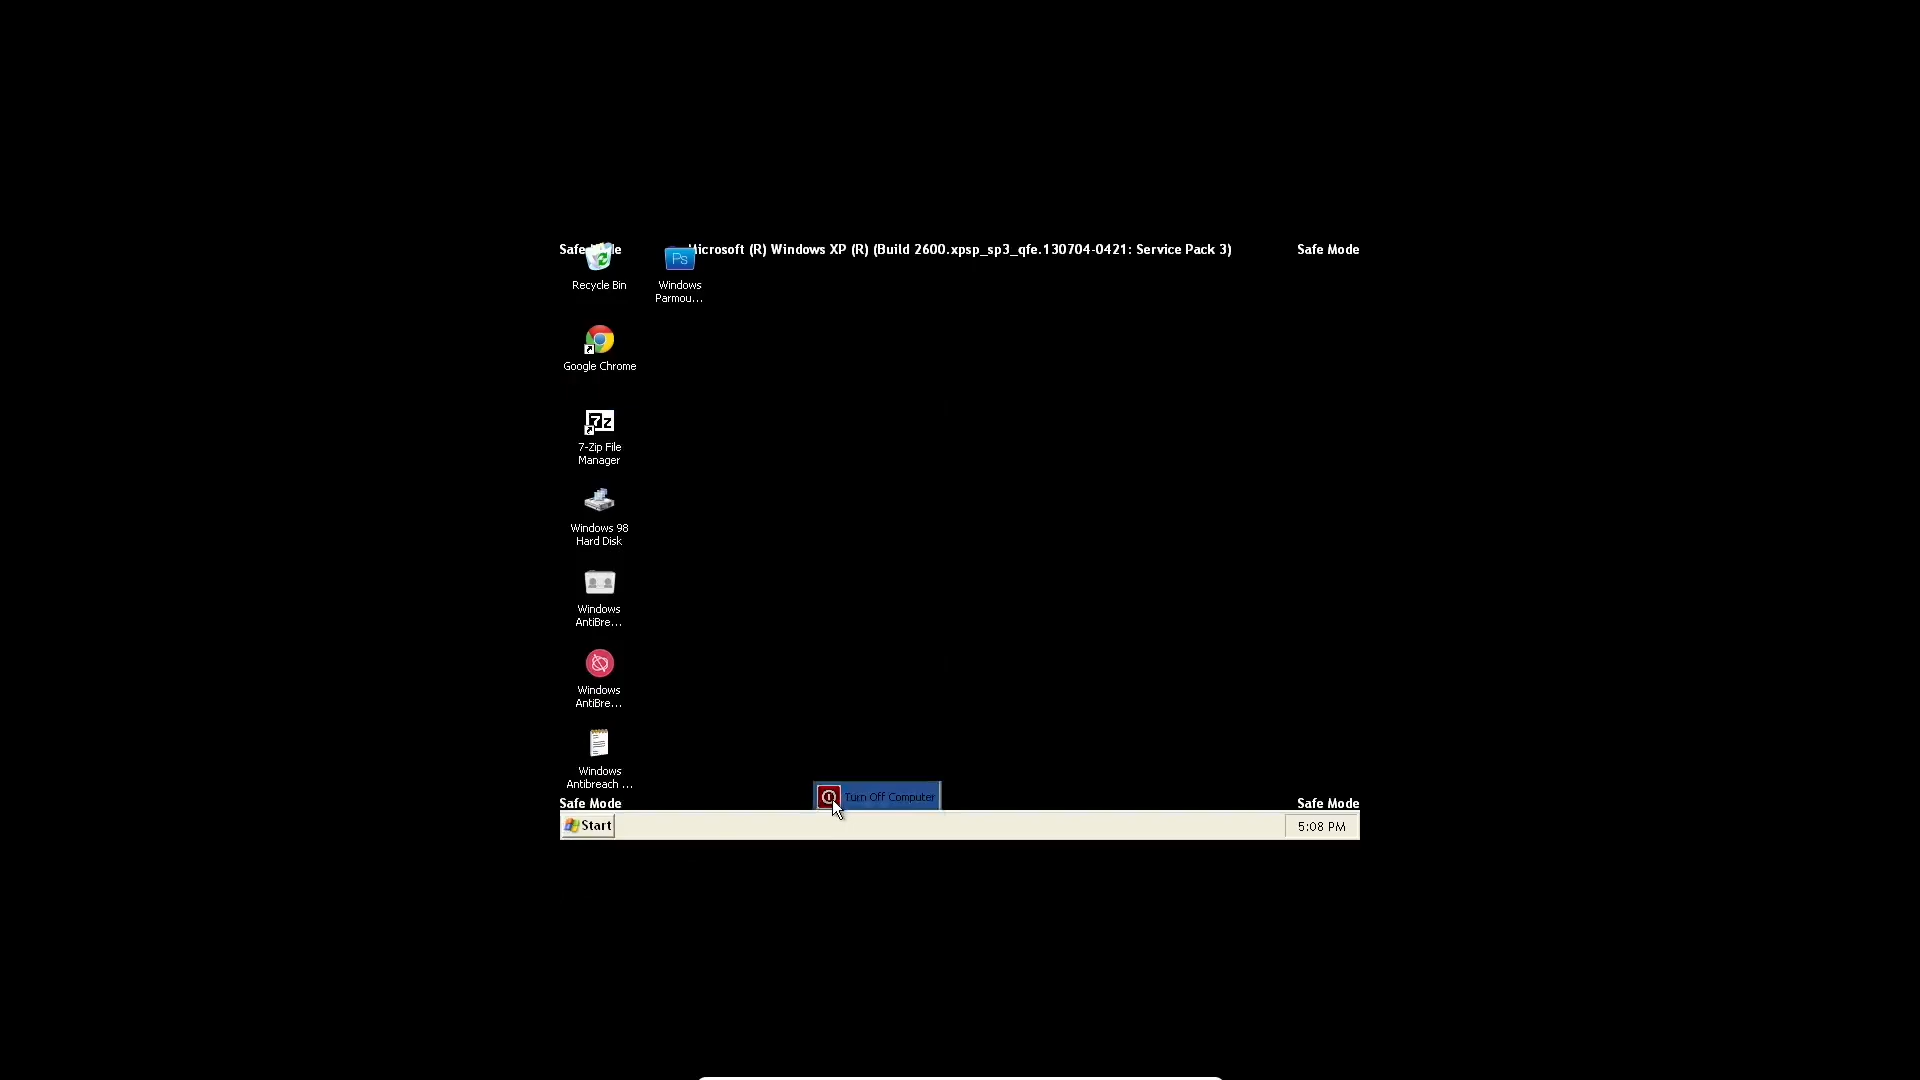 Safe Mode
Microsoft (R) Windows XP (R) (Build 2600.xpsp_sp3_qfe.130704-0421: Service Pack 3)
Safe Mode
Recycle Bin
Ps
Windows
Parmou...
Google Chrome
7z
7-Zip File
Manager
Windows 98
Hard Disk
Windows
AntiBre...
Windows
AntiBre...
Windows
Antibreach ...
Turn Off Computer
Safe Mode
Safe Mode
Start
5:08 PM